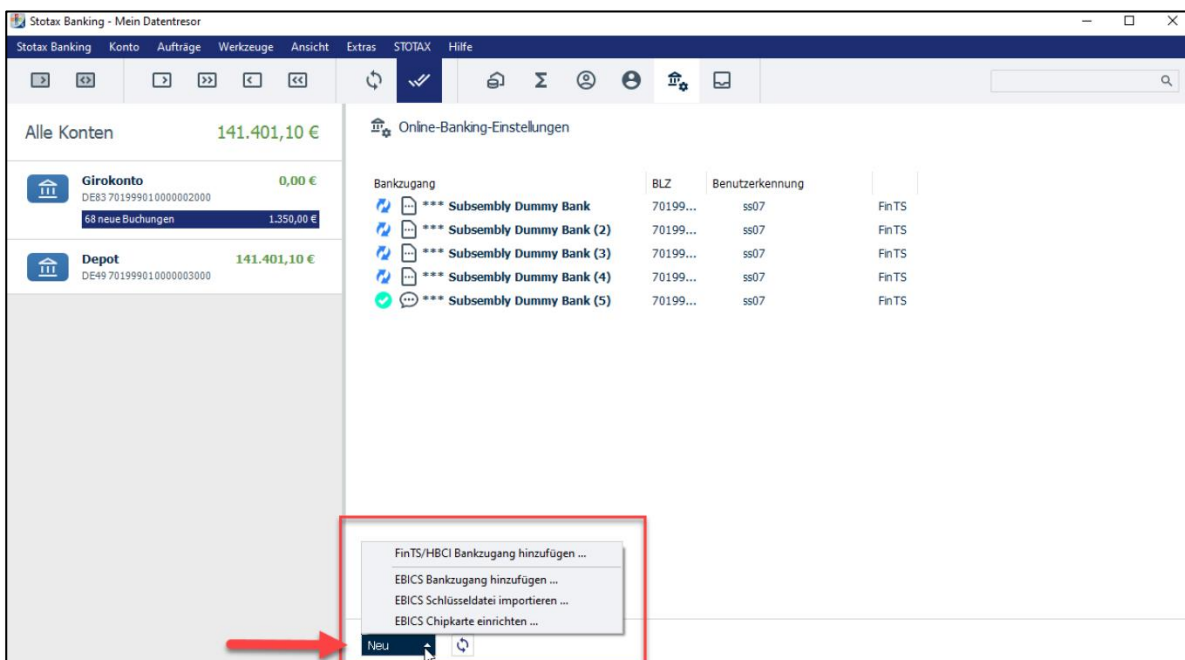 Stotax Banking - Mein Datentresor
Stotax Banking Konto Aufträge Werkzeuge Ansicht Extras STOTAX Hilfe
Alle Konten 141.401,10 €
Girokonto 0,00 €
DE83 701999010000002000
68 neue Buchungen 1.350,00 €
Depot 141.401,10 €
DE49 701999010000003000
Online-Banking-Einstellungen
Bankzugang BLZ Benutzerkennung
*** Subsembly Dummy Bank 70199... ss07 FinTS
*** Subsembly Dummy Bank (2) 70199... ss07 FinTS
*** Subsembly Dummy Bank (3) 70199... ss07 FinTS
*** Subsembly Dummy Bank (4) 70199... ss07 FinTS
*** Subsembly Dummy Bank (5) 70199... ss07 FinTS
FinTS/HBCI Bankzugang hinzufügen ...
EBICS Bankzugang hinzufügen ...
EBICS Schlüsseldatei importieren ...
EBICS Chipkarte einrichten ...
Neu